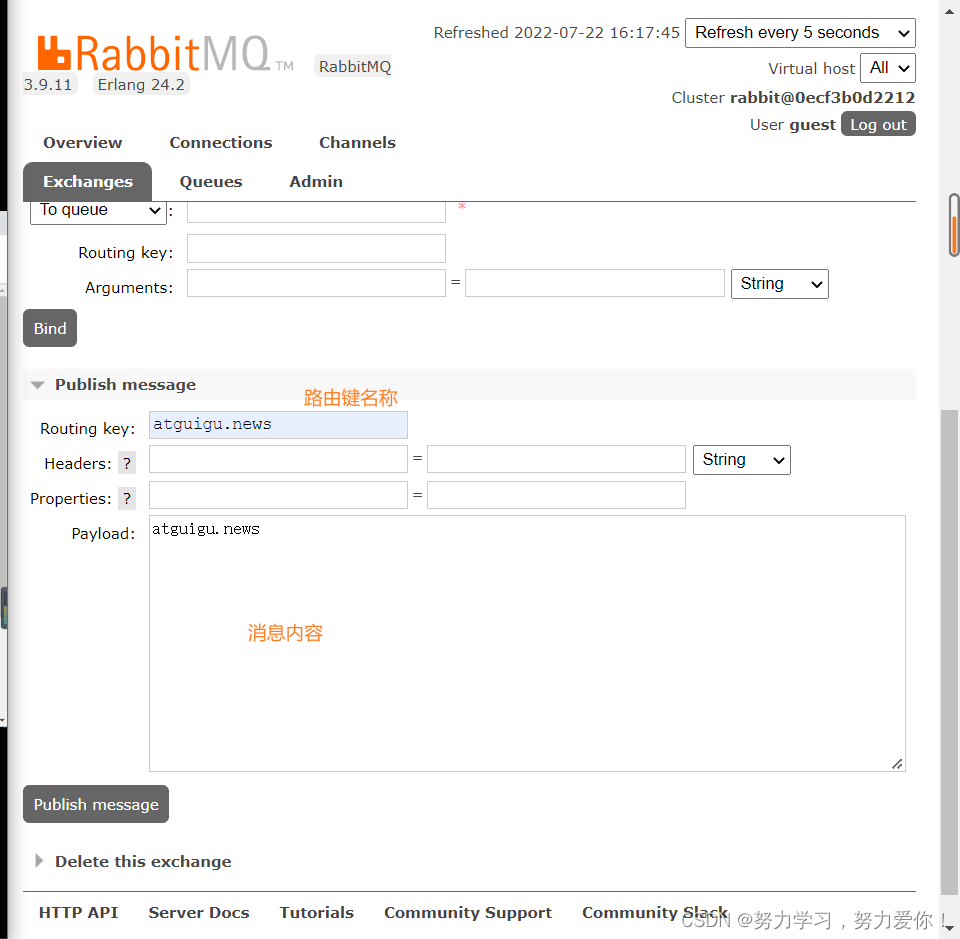 Refreshed 2022-07-22 16:17:45 Refresh every 5 seconds
RabbitMQ TM RabbitMQ
3.9.11 Erlang 24.2
Virtual host All
Cluster rabbit@0ecf3b0d2212
User guest Log out
Overview Connections Channels
Exchanges Queues Admin
To queue : *
Routing key:
Arguments: = String
Bind
Publish message
路由键名称
Routing key: atguigu.news
Headers: ? = String
Properties: ? =
Payload: atguigu.news
消息内容
Publish message
Delete this exchange
HTTP API Server Docs Tutorials Community Support Community Slack
CSDN @努力学习，努力爱你！